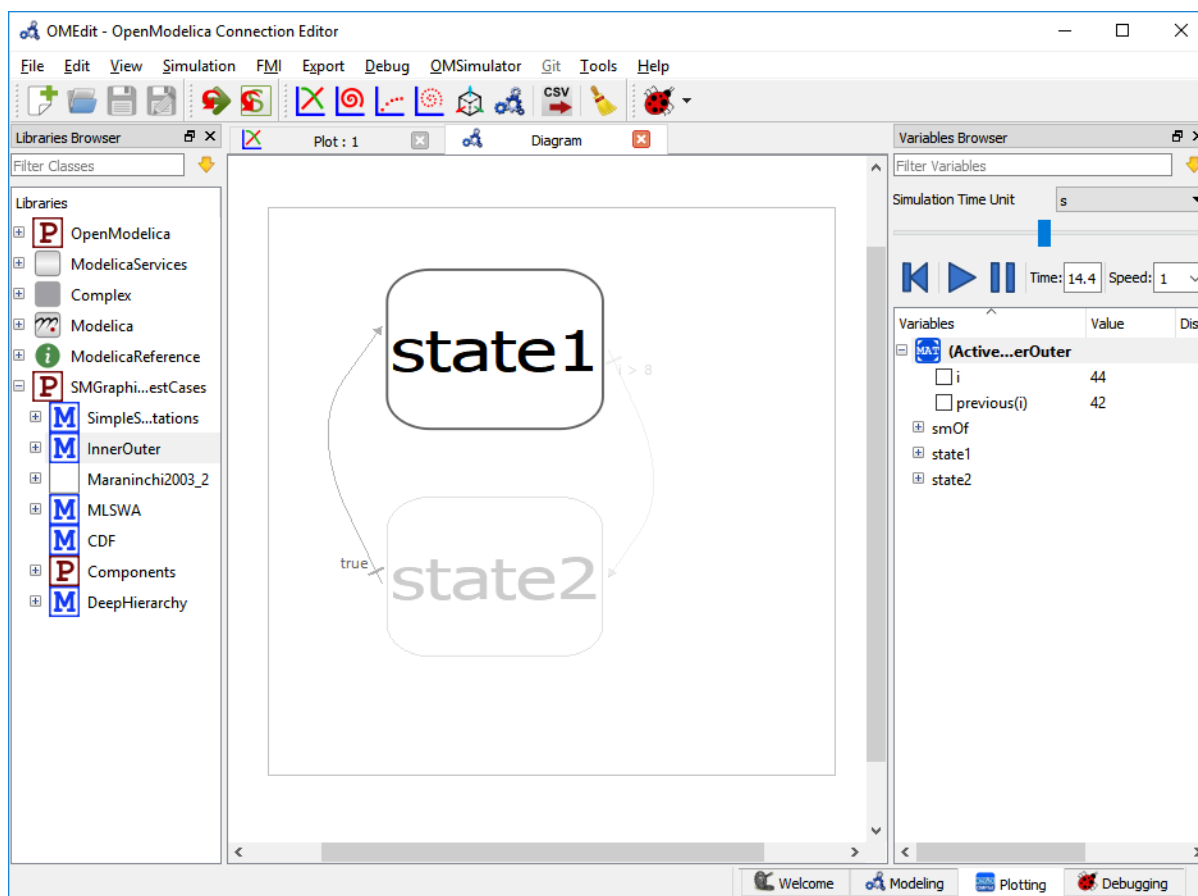 OMEdit - OpenModelica Connection Editor
File Edit View Simulation FMI Export Debug OMSimulator Git Tools Help
CSV
Libraries Browser
Filter Classes
Libraries
P OpenModelica
ModelicaServices
Complex
Modelica
i ModelicaReference
P SMGraphi...estCases
M SimpleS...tations
M InnerOuter
Maraninchi2003_2
M MLSWA
M CDF
P Components
M DeepHierarchy
Plot : 1
Diagram
state1
i > 8
true
state2
Variables Browser
Filter Variables
Simulation Time Unit s
Time: 14.4 Speed: 1
Variables Value Dis
MAT (Active...erOuter
i 44
previous(i) 42
smOf
state1
state2
Welcome Modeling Plotting Debugging